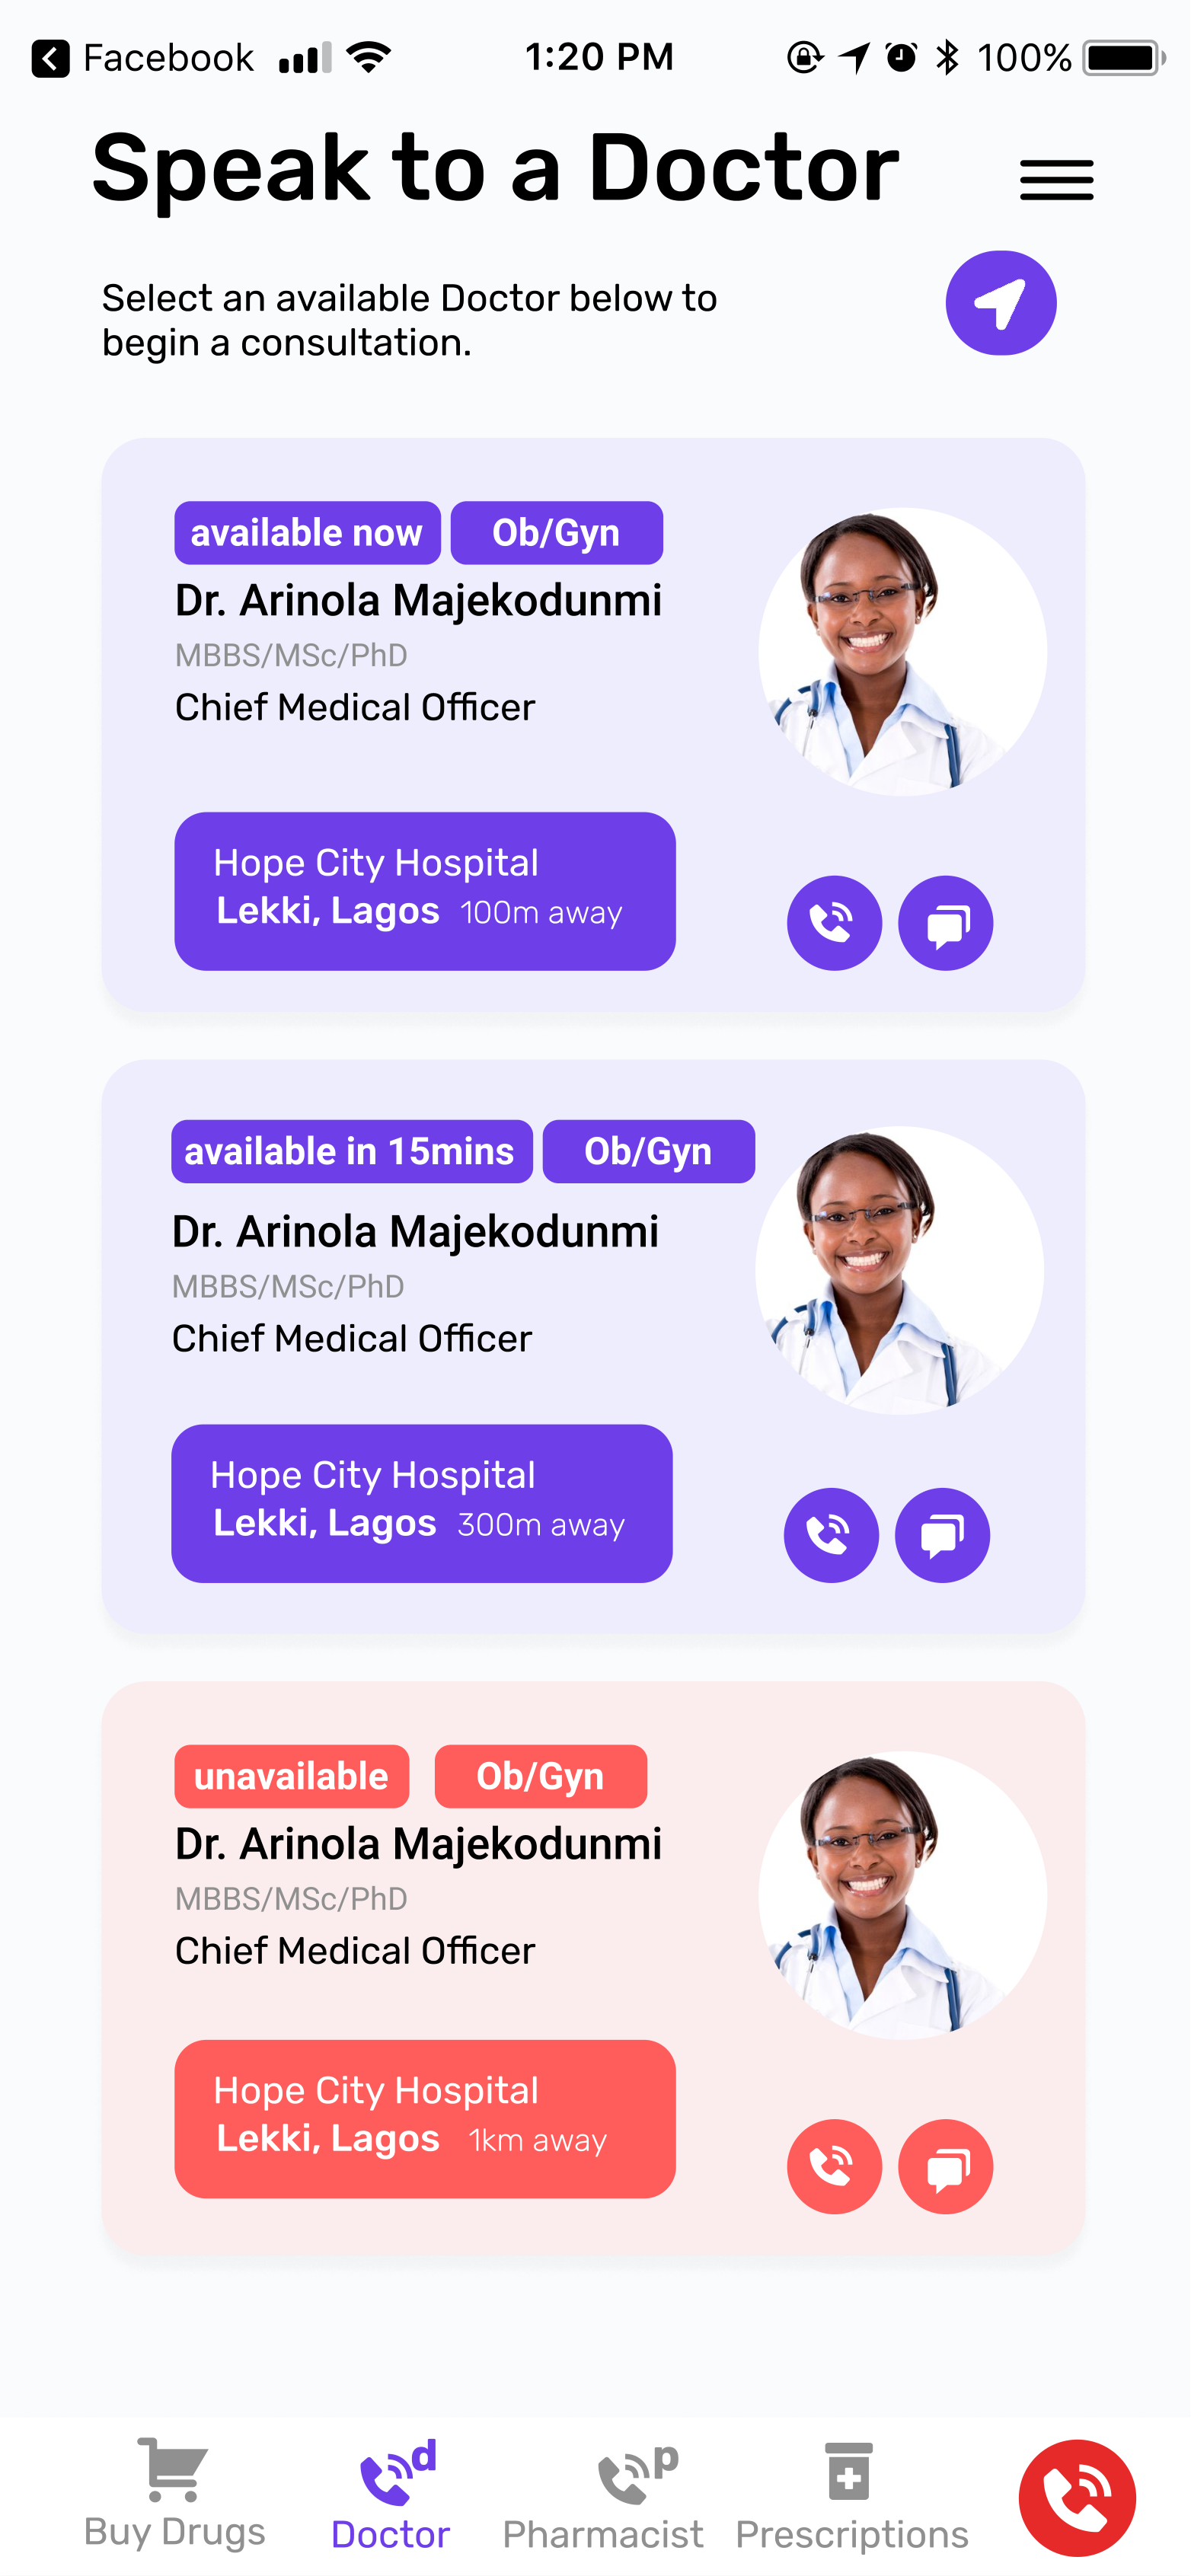 Facebook 1:20 PM 100%
Speak to a Doctor
Select an available Doctor below to
begin a consultation.
available now Ob/Gyn
Dr. Arinola Majekodunmi
MBBS/MSc/PhD
Chief Medical Officer
Hope City Hospital
Lekki, Lagos 100m away
available in 15mins Ob/Gyn
Dr. Arinola Majekodunmi
MBBS/MSc/PhD
Chief Medical Officer
Hope City Hospital
Lekki, Lagos 300m away
unavailable Ob/Gyn
Dr. Arinola Majekodunmi
MBBS/MSc/PhD
Chief Medical Officer
Hope City Hospital
Lekki, Lagos 1km away
d p
Buy Drugs Doctor Pharmacist Prescriptions